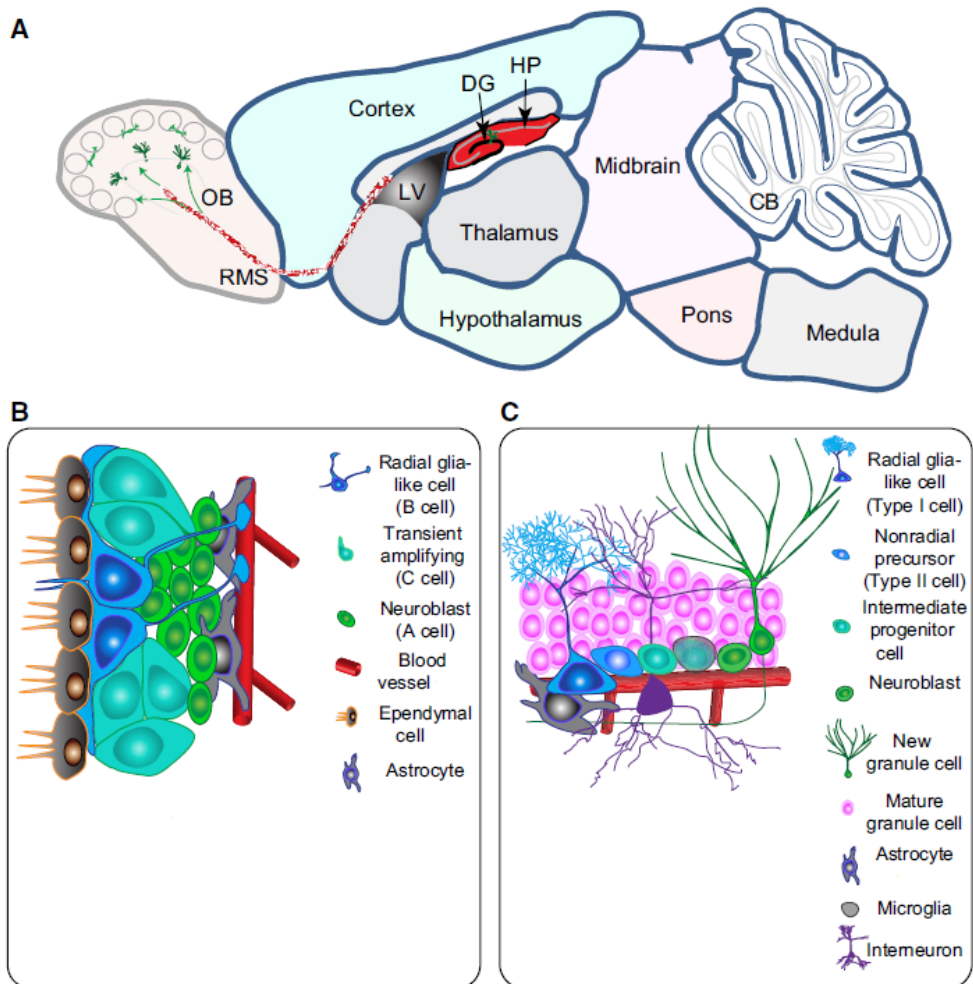 A
HP
DG
Cortex
Midbrain
LV
OB
CB
Thalamus
RMS
Hypothalamus
Pons
Medula
B
Radial glia-
like cell
(B cell)
Transient
amplifying
(C cell)
Neuroblast
(A cell)
Blood
vessel
Ependymal
cell
Astrocyte
C
Radial glia-
like cell
(Type I cell)
Nonradial
precursor
(Type II cell)
Intermediate
progenitor
cell
Neuroblast
New
granule cell
Mature
granule cell
Astrocyte
Microglia
Interneuron